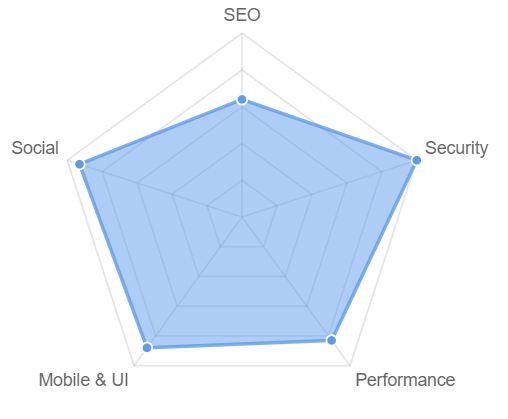 SEO
Social
Security
Mobile & UI
Performance